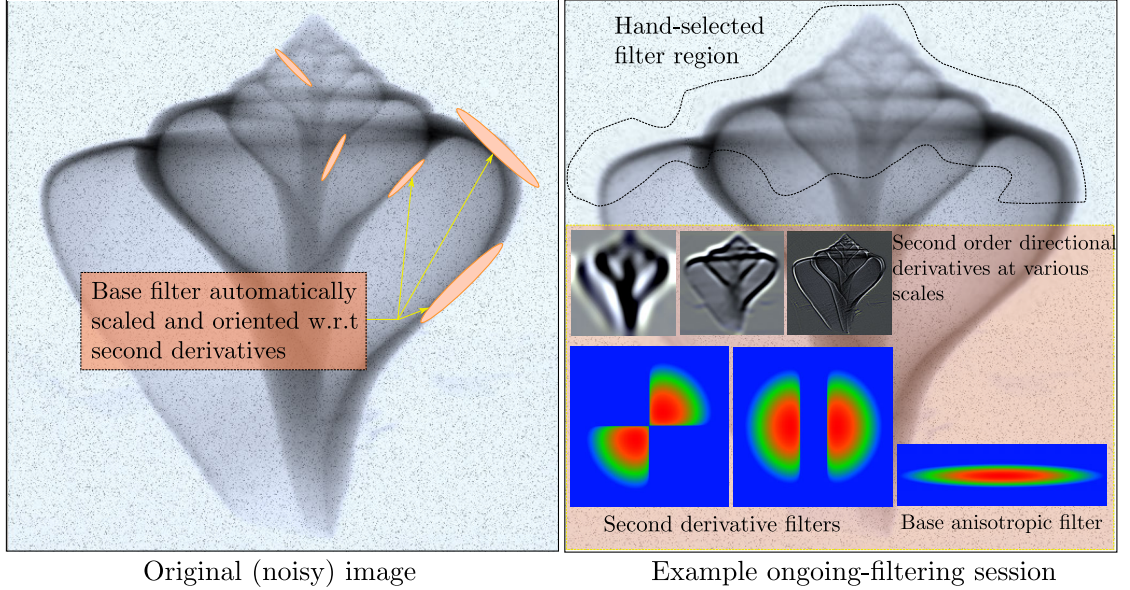 Base filter automatically
scaled and oriented w.r.t
second derivatives
Original (noisy) image
Hand-selected
filter region
Second order directional
derivatives at various
scales
Second derivative filters
Base anisotropic filter
Example ongoing-filtering session